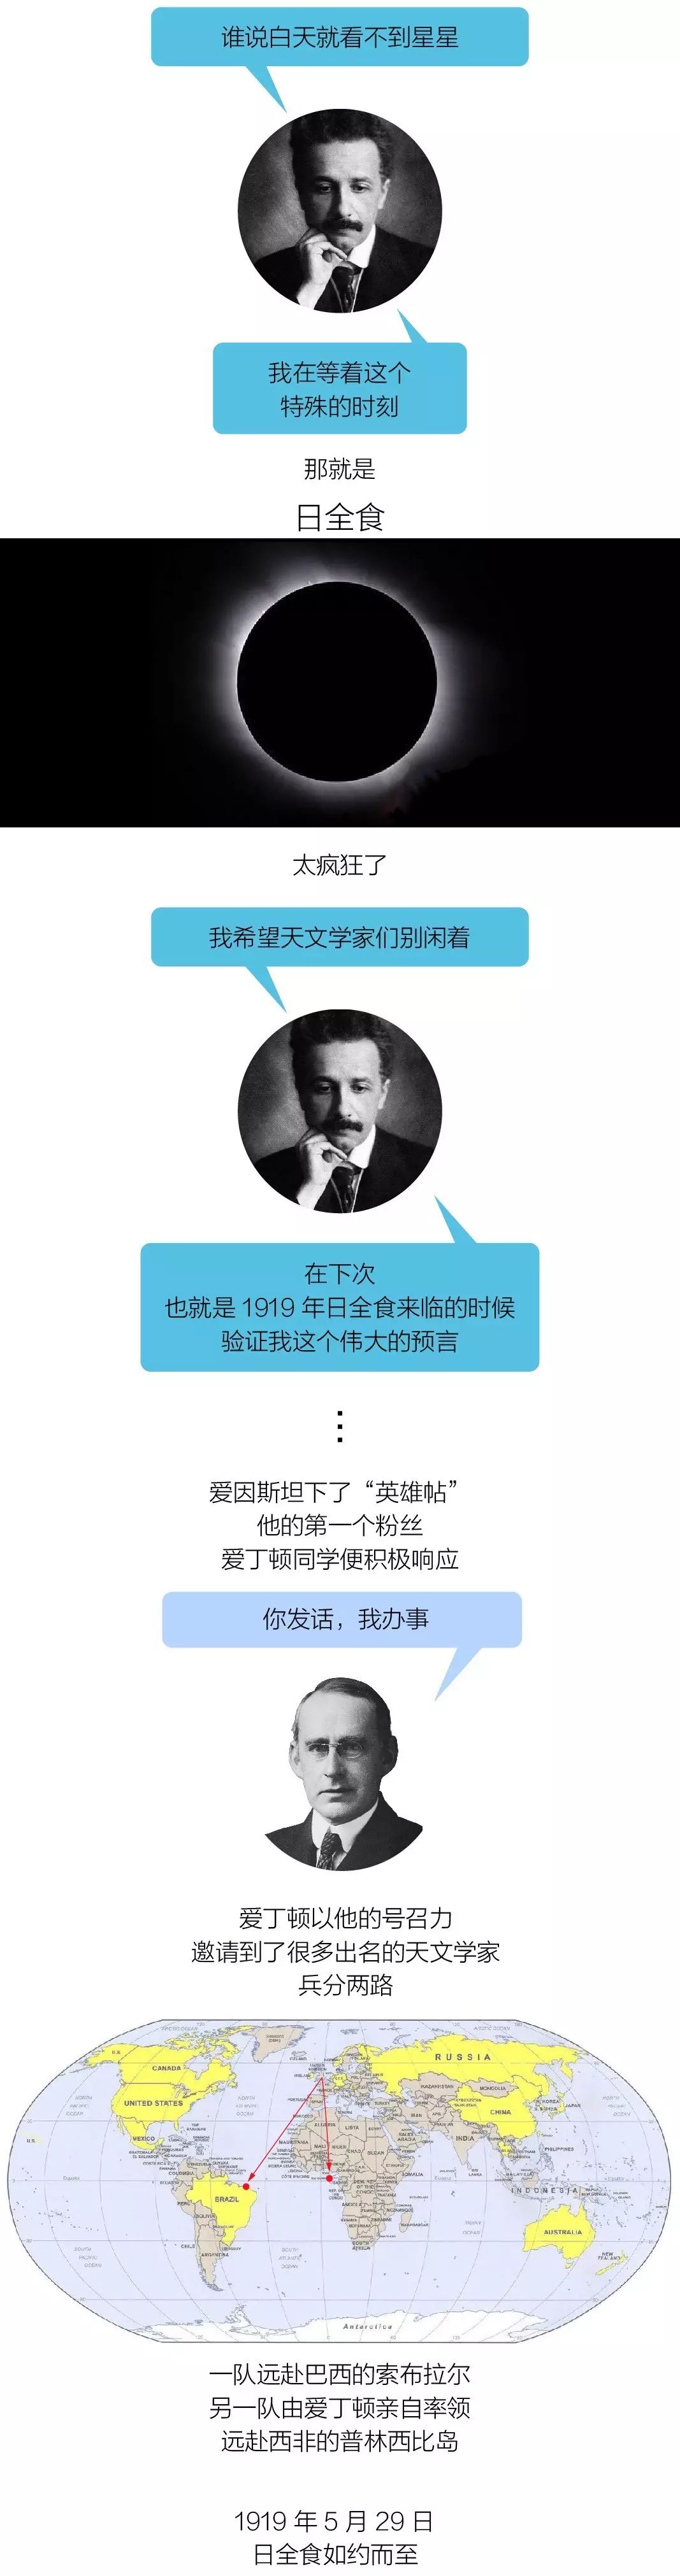 谁说白天就看不到星星
我在等着这个
特殊的时刻
那就是
日全食
太疯狂了
我希望天文学家们别闲着
在下次
也就是 1919 年日全食来临的时候
验证我这个伟大的预言
⋮
爱因斯坦下了“英雄帖”
他的第一个粉丝
爱丁顿同学便积极响应
你发话，我办事
爱丁顿以他的号召力
邀请到了很多出名的天文学家
兵分两路
RUSSIA
CANADA
UNITED STATES
CHINA
MEXICO
INDIA
INDONESIA
BRAZIL
AUSTRALIA
CHILE
ARGENTINA
SOUTH AFRICA
NEW ZEALAND
Antarctica
一队远赴巴西的索布拉尔
另一队由爱丁顿亲自率领
远赴西非的普林西比岛
1919 年 5 月 29 日
日全食如约而至